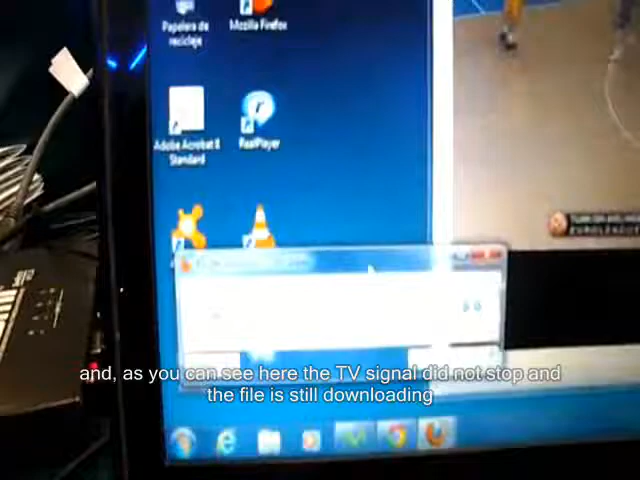 Papelera de
reciclaje
Mozilla Firefox
Adobe Acrobat 8
Standard
RealPlayer
and, as you can see here the TV signal did not stop and
the file is still downloading